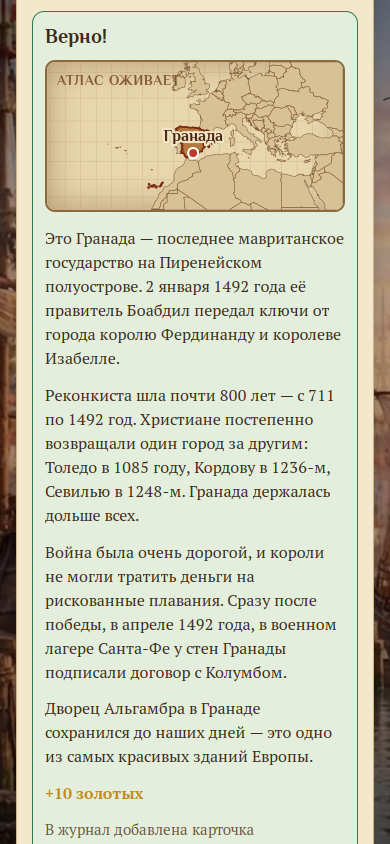 Верно!
АТЛАС ОЖИВАЕТ
Гранада
Это Гранада — последнее мавританское
государство на Пиренейском
полуострове. 2 января 1492 года её
правитель Боабдил передал ключи от
города королю Фердинанду и королеве
Изабелле.
Реконкиста шла почти 800 лет — с 711
по 1492 год. Христиане постепенно
возвращали один город за другим:
Толедо в 1085 году, Кордову в 1236-м,
Севилью в 1248-м. Гранада держалась
дольше всех.
Война была очень дорогой, и короли
не могли тратить деньги на
рискованные плавания. Сразу после
победы, в апреле 1492 года, в военном
лагере Санта-Фе у стен Гранады
подписали договор с Колумбом.
Дворец Альгамбра в Гранаде
сохранился до наших дней — это одно
из самых красивых зданий Европы.
+10 золотых
В журнал добавлена карточка